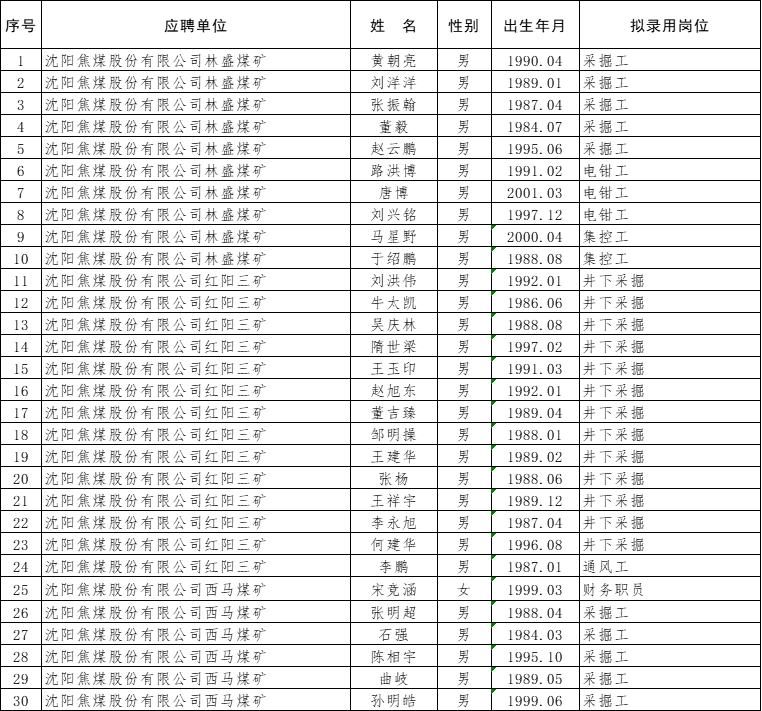 序号 应聘单位 姓 名 性别 出生年月 拟录用岗位
1 沈阳焦煤股份有限公司林盛煤矿 黄朝亮 男 1990.04 采掘工
2 沈阳焦煤股份有限公司林盛煤矿 刘洋洋 男 1989.01 采掘工
3 沈阳焦煤股份有限公司林盛煤矿 张振翰 男 1987.04 采掘工
4 沈阳焦煤股份有限公司林盛煤矿 董毅 男 1984.07 采掘工
5 沈阳焦煤股份有限公司林盛煤矿 赵云鹏 男 1995.06 采掘工
6 沈阳焦煤股份有限公司林盛煤矿 路洪博 男 1991.02 电钳工
7 沈阳焦煤股份有限公司林盛煤矿 唐博 男 2001.03 电钳工
8 沈阳焦煤股份有限公司林盛煤矿 刘兴铭 男 1997.12 电钳工
9 沈阳焦煤股份有限公司林盛煤矿 马星野 男 2000.04 集控工
10 沈阳焦煤股份有限公司林盛煤矿 于绍鹏 男 1988.08 集控工
11 沈阳焦煤股份有限公司红阳三矿 刘洪伟 男 1992.01 井下采掘
12 沈阳焦煤股份有限公司红阳三矿 牛太凯 男 1986.06 井下采掘
13 沈阳焦煤股份有限公司红阳三矿 吴庆林 男 1988.08 井下采掘
14 沈阳焦煤股份有限公司红阳三矿 隋世梁 男 1997.02 井下采掘
15 沈阳焦煤股份有限公司红阳三矿 王玉印 男 1991.03 井下采掘
16 沈阳焦煤股份有限公司红阳三矿 赵旭东 男 1992.01 井下采掘
17 沈阳焦煤股份有限公司红阳三矿 董吉臻 男 1989.04 井下采掘
18 沈阳焦煤股份有限公司红阳三矿 邹明操 男 1988.01 井下采掘
19 沈阳焦煤股份有限公司红阳三矿 王建华 男 1989.02 井下采掘
20 沈阳焦煤股份有限公司红阳三矿 张杨 男 1988.06 井下采掘
21 沈阳焦煤股份有限公司红阳三矿 王祥宇 男 1989.12 井下采掘
22 沈阳焦煤股份有限公司红阳三矿 李永旭 男 1987.04 井下采掘
23 沈阳焦煤股份有限公司红阳三矿 何建华 男 1996.08 井下采掘
24 沈阳焦煤股份有限公司红阳三矿 李鹏 男 1987.01 通风工
25 沈阳焦煤股份有限公司西马煤矿 宋竞涵 女 1999.03 财务职员
26 沈阳焦煤股份有限公司西马煤矿 张明超 男 1988.04 采掘工
27 沈阳焦煤股份有限公司西马煤矿 石强 男 1984.03 采掘工
28 沈阳焦煤股份有限公司西马煤矿 陈相宇 男 1995.10 采掘工
29 沈阳焦煤股份有限公司西马煤矿 曲岐 男 1989.05 采掘工
30 沈阳焦煤股份有限公司西马煤矿 孙明皓 男 1999.06 采掘工